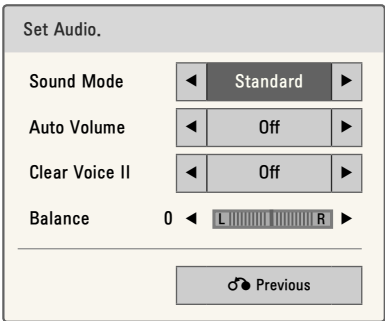 Set Audio.
Sound Mode ◀ Standard ▶
Auto Volume ◀ Off ▶
Clear Voice II ◀ Off ▶
Balance 0 ◀ L R ▶
Previous